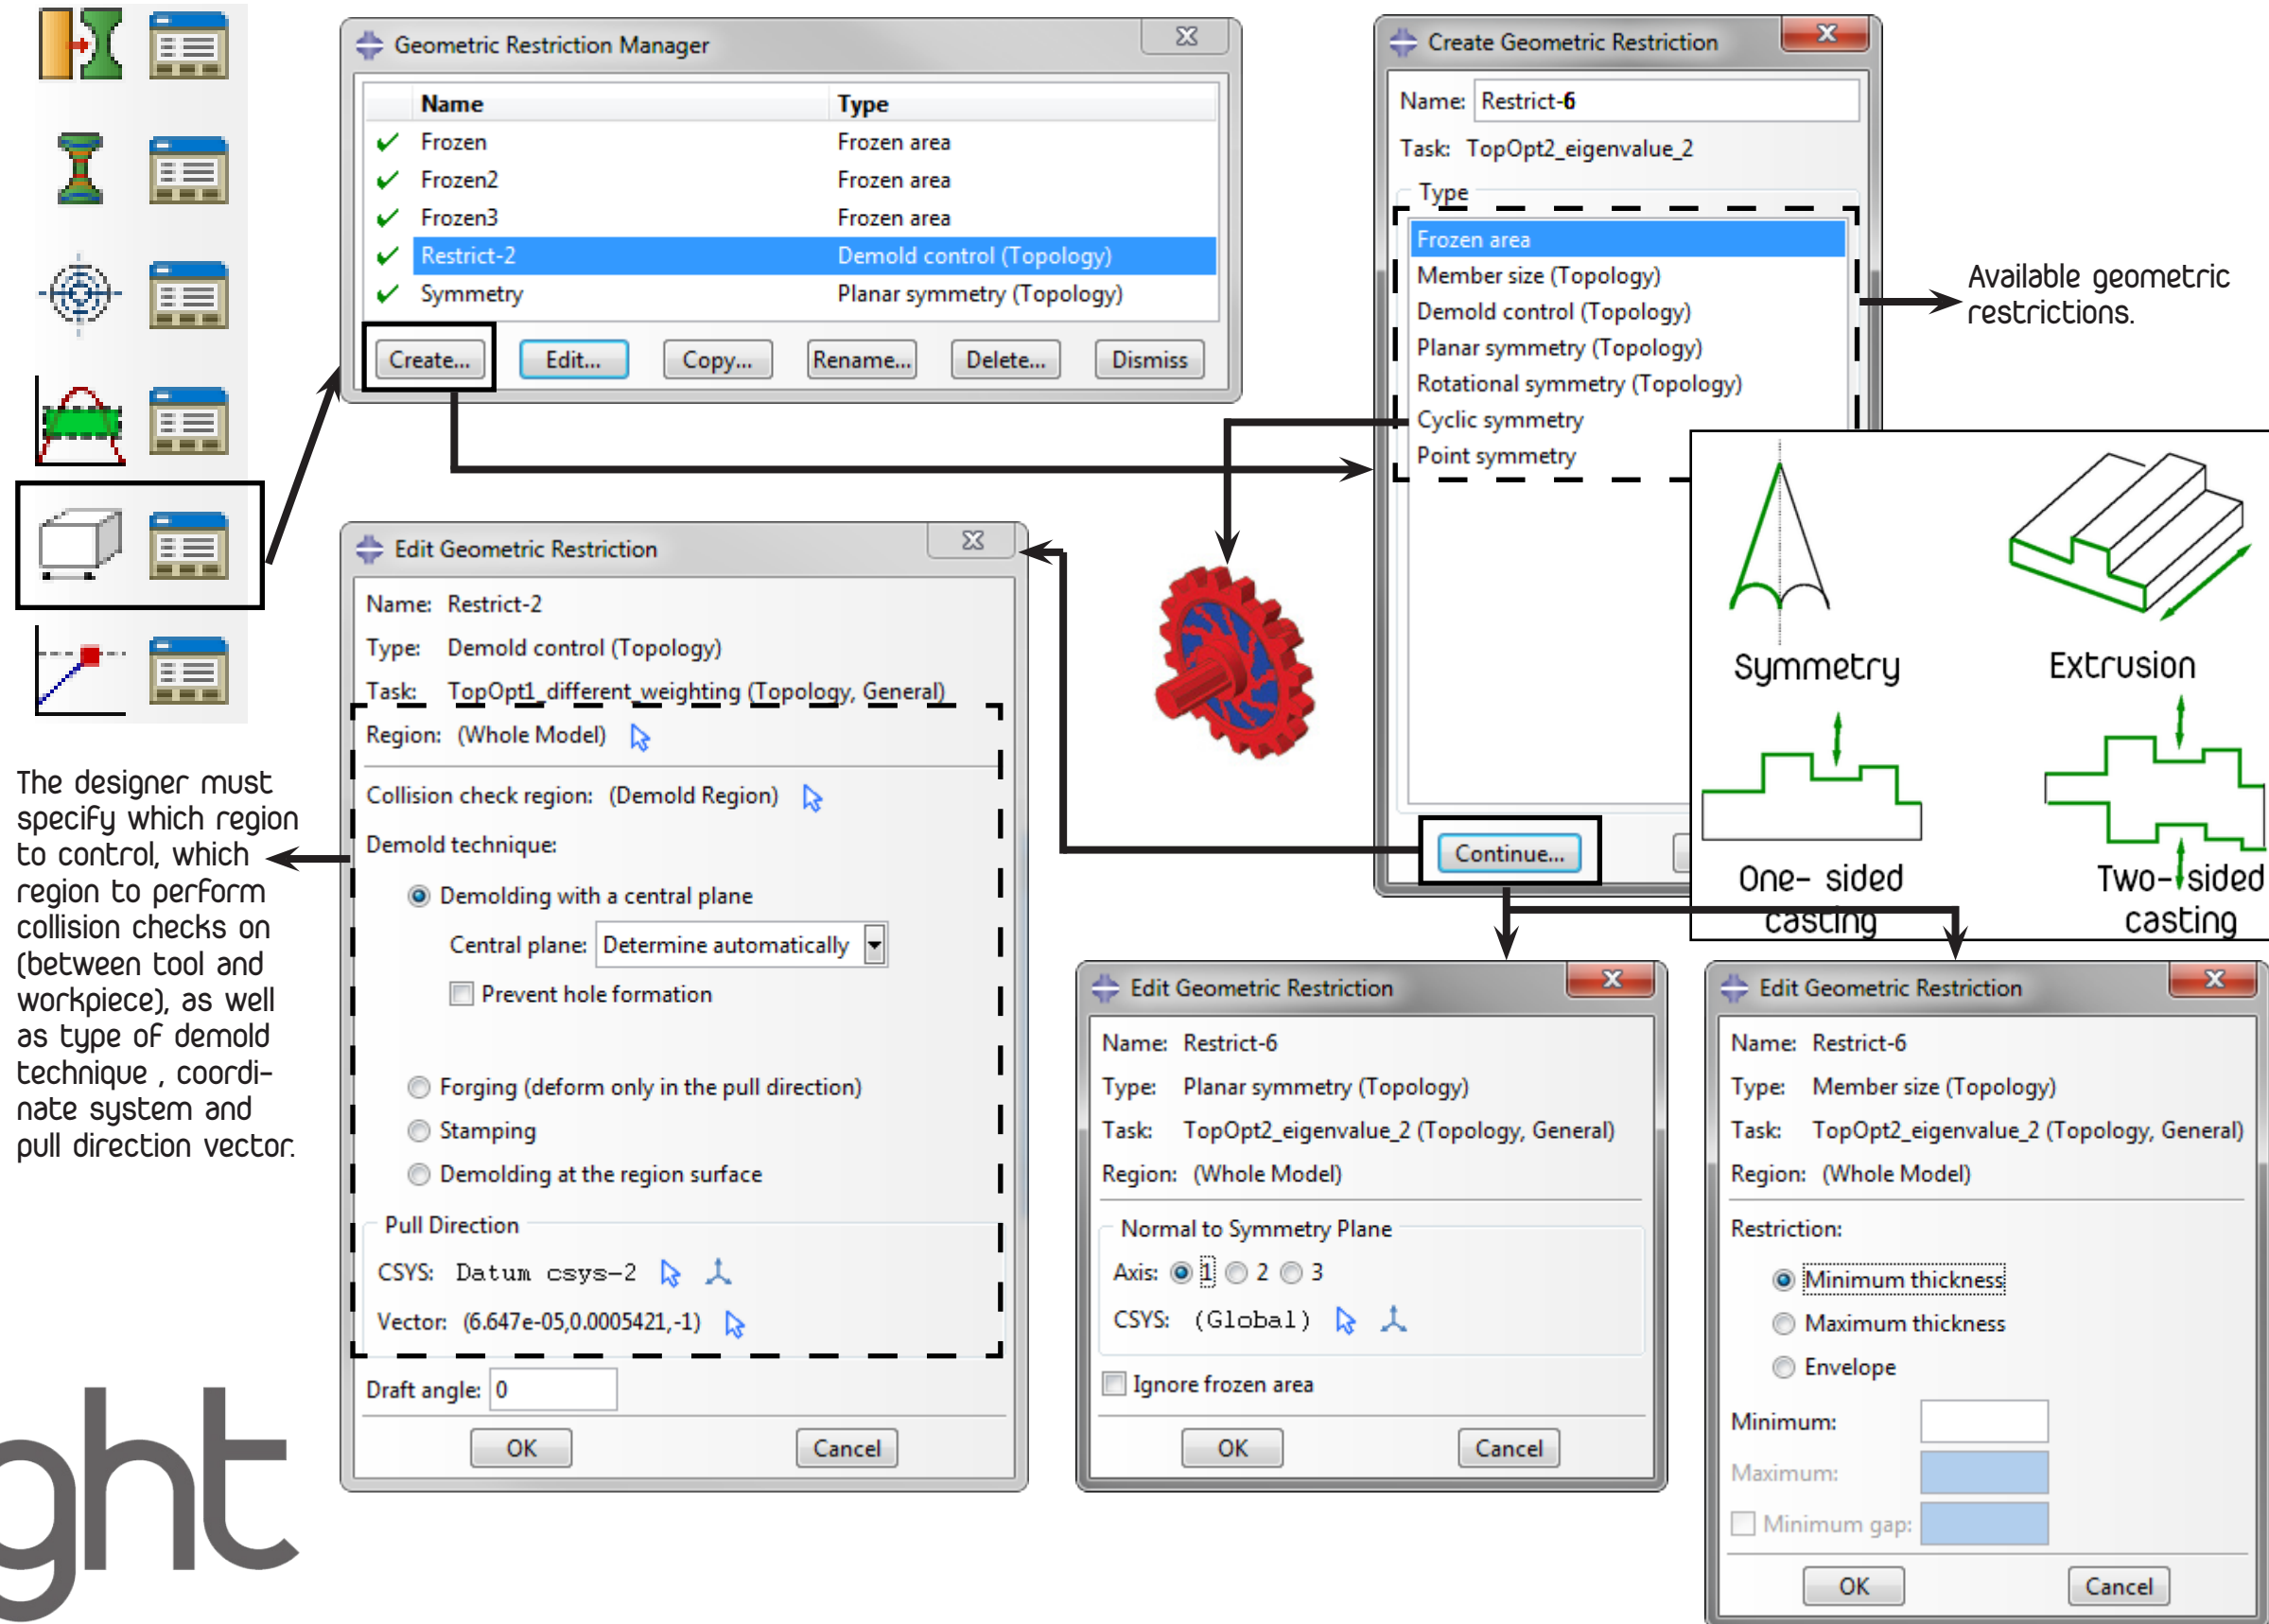 Geometric Restriction Manager
Name Type
Frozen Frozen area
Frozen2 Frozen area
Frozen3 Frozen area
Restrict-2 Demold control (Topology)
Symmetry Planar symmetry (Topology)
Create... Edit... Copy... Rename... Delete... Dismiss
Create Geometric Restriction
Name: Restrict-6
Task: TopOpt2_eigenvalue_2
Type
Frozen area
Member size (Topology)
Demold control (Topology)
Planar symmetry (Topology)
Rotational symmetry (Topology)
Cyclic symmetry
Point symmetry
Continue...
Available geometric
restrictions.
Symmetry Extrusion
One- sided
casting
Two- sided
casting
The designer must
specify which region
to control, which
region to perform
collision checks on
(between tool and
workpiece), as well
as type of demold
technique , coordi-
nate system and
pull direction vector.
Edit Geometric Restriction
Name: Restrict-2
Type: Demold control (Topology)
Task: TopOpt1_different_weighting (Topology, General)
Region: (Whole Model)
Collision check region: (Demold Region)
Demold technique:
Demolding with a central plane
Central plane: Determine automatically
Prevent hole formation
Forging (deform only in the pull direction)
Stamping
Demolding at the region surface
Pull Direction
CSYS: Datum csys-2
Vector: (6.647e-05,0.0005421,-1)
Draft angle: 0
OK Cancel
Edit Geometric Restriction
Name: Restrict-6
Type: Planar symmetry (Topology)
Task: TopOpt2_eigenvalue_2 (Topology, General)
Region: (Whole Model)
Normal to Symmetry Plane
Axis: 1 2 3
CSYS: (Global)
Ignore frozen area
OK Cancel
Edit Geometric Restriction
Name: Restrict-6
Type: Member size (Topology)
Task: TopOpt2_eigenvalue_2 (Topology, General)
Region: (Whole Model)
Restriction:
Minimum thickness
Maximum thickness
Envelope
Minimum:
Maximum:
Minimum gap:
OK Cancel
ght